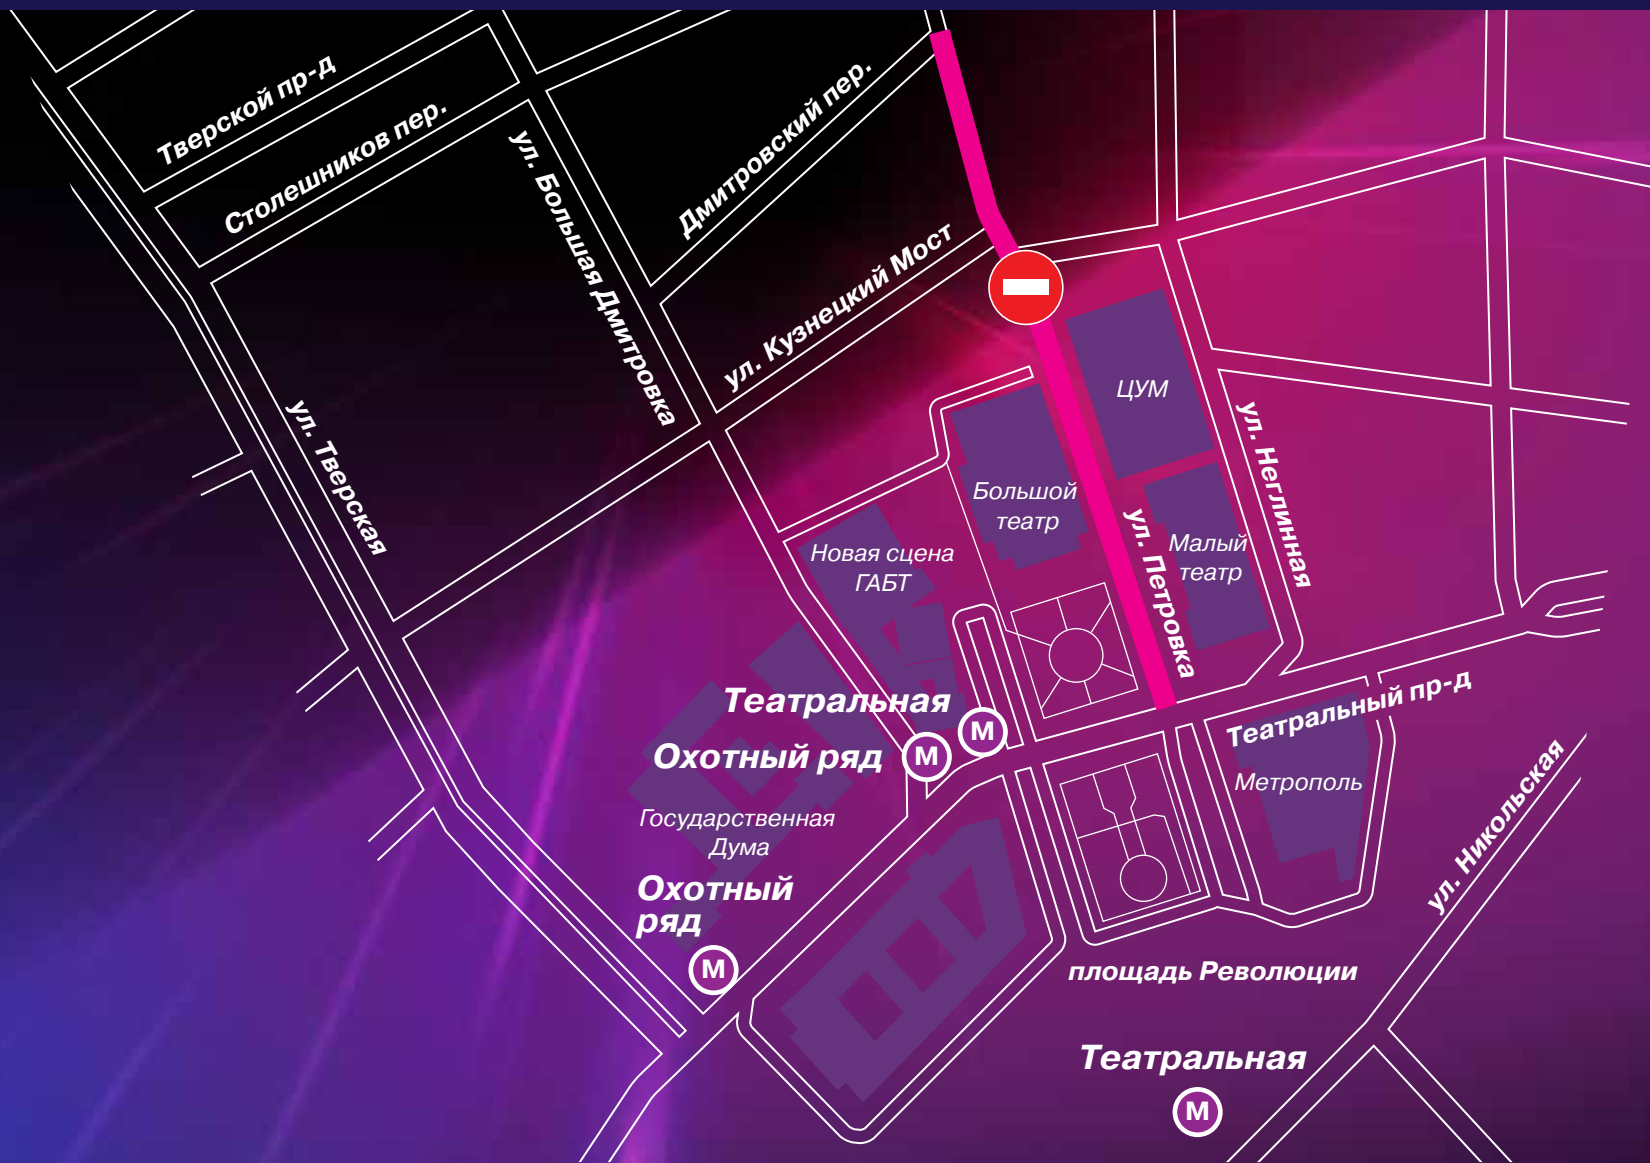 Тверской пр-д
Столешников пер.
ул. Большая Дмитровка
Дмитровский пер.
ул. Кузнецкий Мост
ул. Тверская
ЦУМ
ул. Неглинная
Большой
театр
ул. Петровка
Малый
театр
Новая сцена
ГАБТ
Театральная
М
Охотный ряд
М
Театральный пр-д
Метрополь
Государственная
Дума
Охотный
ряд
М
ул. Никольская
площадь Революции
Театральная
М